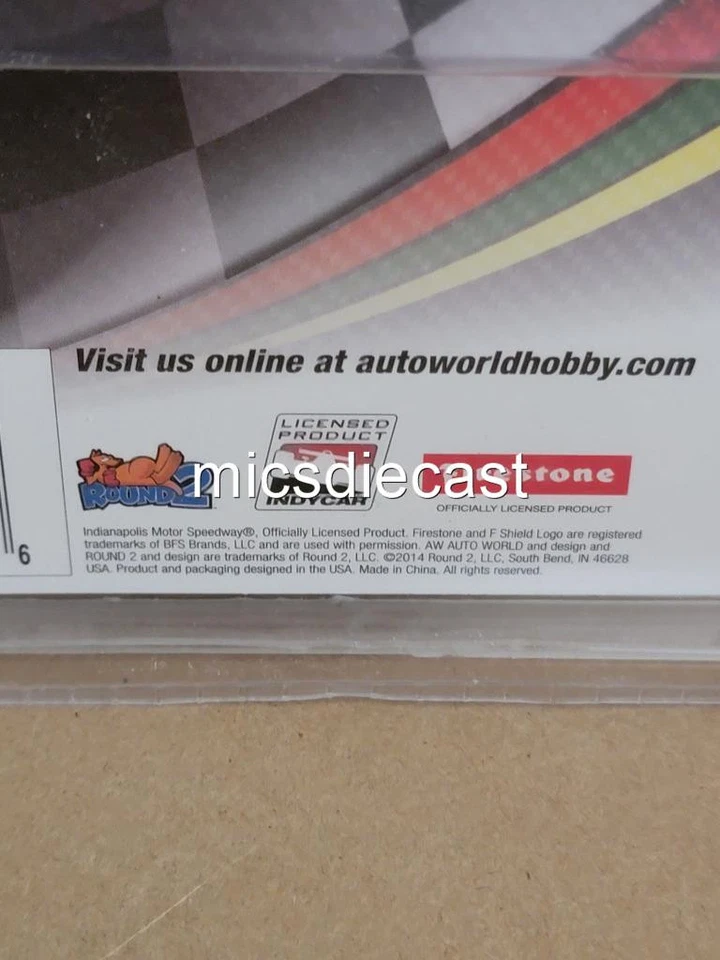 Visit us online at autoworldhobby.com
LICENSED
PRODUCT
ROUND 2
micsdiecast
INDYCAR
Firestone
OFFICIALLY LICENSED PRODUCT
Indianapolis Motor Speedway®, Officially Licensed Product. Firestone and F Shield Logo are registered
trademarks of BFS Brands, LLC and are used with permission. AW AUTO WORLD and design and
ROUND 2 and design are trademarks of Round 2, LLC. ©2014 Round 2, LLC, South Bend, IN 46628
USA. Product and packaging designed in the USA. Made in China. All rights reserved.
6